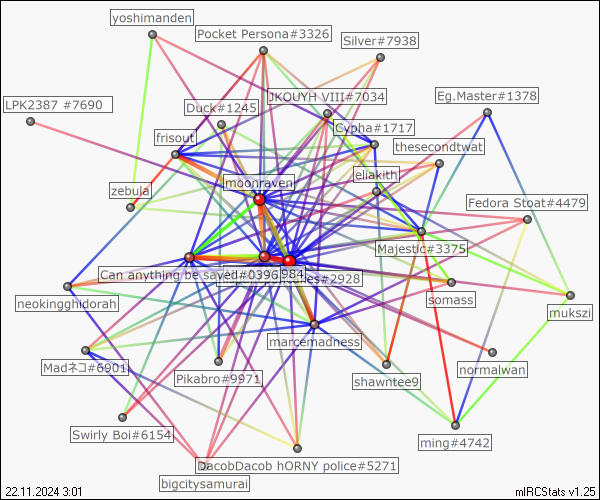 yoshimanden
Pocket Persona#3326
Silver#7938
LPK2387 #7690
Duck#1245
JKOUYH VIII#7034
Eg.Master#1378
Cypha#1717
frisout
thesecondtwat
moonraven
eliakith
zebula
Fedora Stoat#4479
Majestic#3375
Can anything be saved#0396
984
#2928
somass
neokingghidorah
mukszi
marcemadness
Madネコ#6901
normalwan
Pikabro#9971
shawntee9
Swirly Boi#6154
ming#4742
DacobDacob hORNY police#5271
bigcitysamurai
22.11.2024 3:01
mIRCStats v1.25